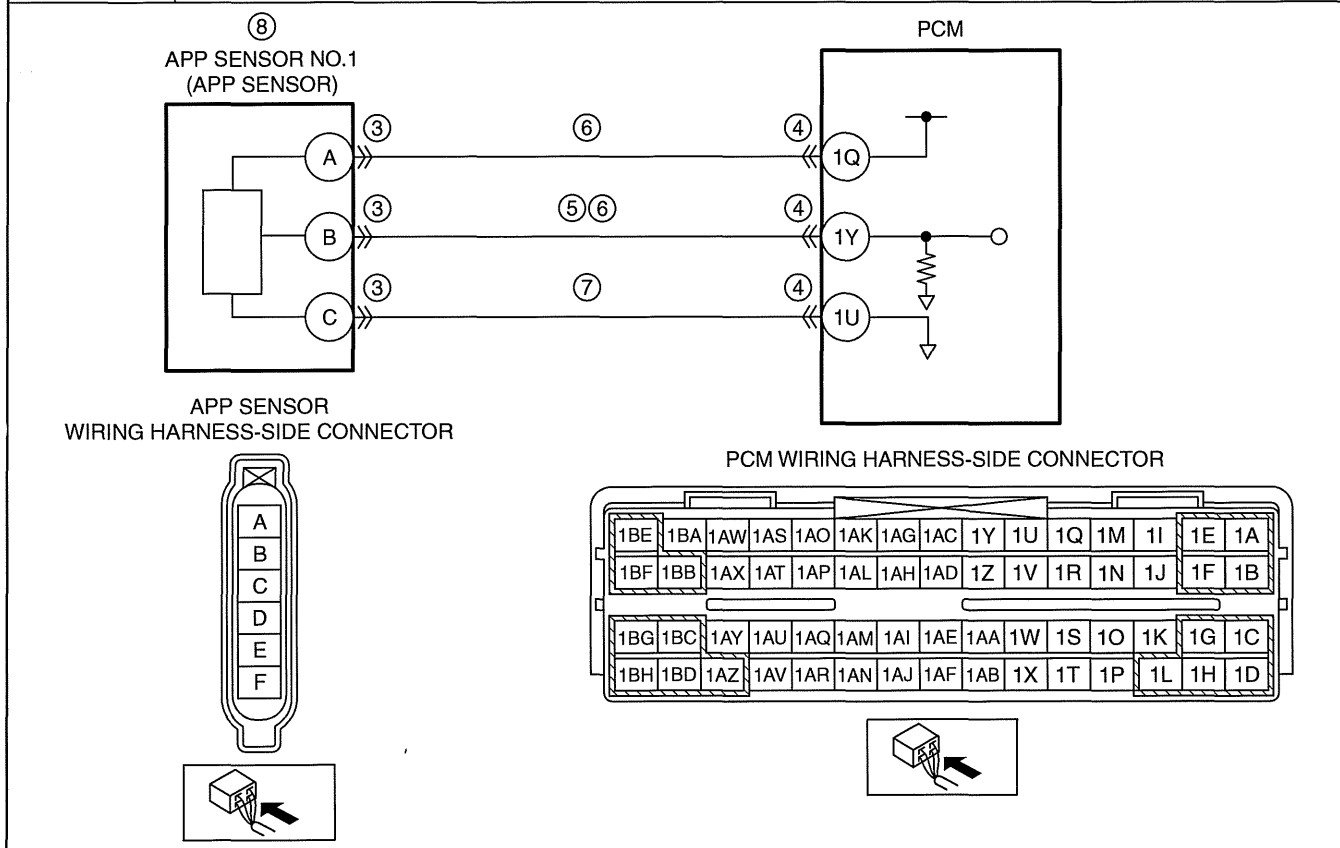 ⑧
APP SENSOR NO.1
(APP SENSOR)
PCM
③ ⑥ ④
A 1Q
③ ⑤⑥ ④
B 1Y
③ ⑦ ④
C 1U
APP SENSOR
WIRING HARNESS-SIDE CONNECTOR
A
B
C
D
E
F
PCM WIRING HARNESS-SIDE CONNECTOR
1BE 1BA 1AW 1AS 1AO 1AK 1AG 1AC 1Y 1U 1Q 1M 1I 1E 1A
1BF 1BB 1AX 1AT 1AP 1AL 1AH 1AD 1Z 1V 1R 1N 1J 1F 1B
1BG 1BC 1AY 1AU 1AQ 1AM 1AI 1AE 1AA 1W 1S 1O 1K 1G 1C
1BH 1BD 1AZ 1AV 1AR 1AN 1AJ 1AF 1AB 1X 1T 1P 1L 1H 1D